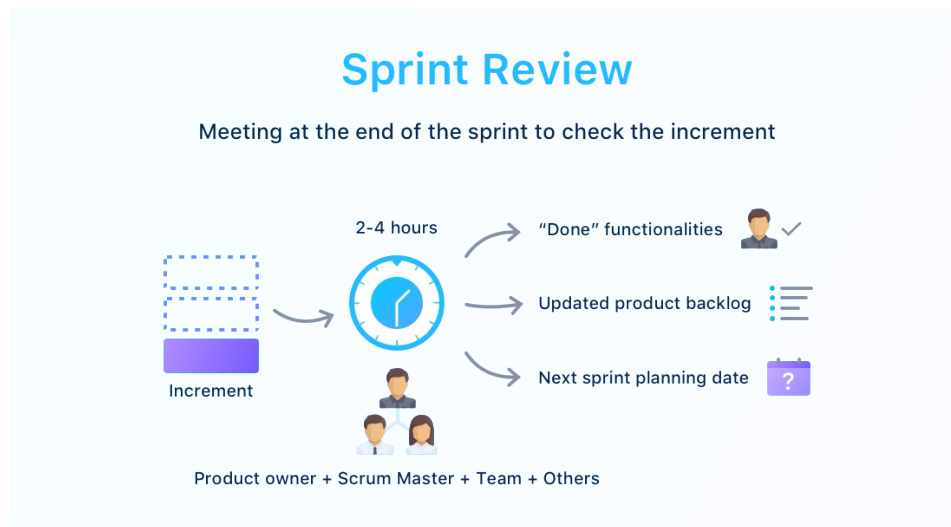 Sprint Review
Meeting at the end of the sprint to check the increment
2-4 hours
“Done” functionalities
Updated product backlog
Next sprint planning date
?
Increment
Product owner + Scrum Master + Team + Others